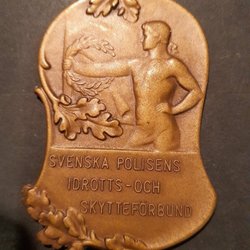 SVENSKA POLISENS
IDROTTS-OCH
SKYTTEFÖRBUND